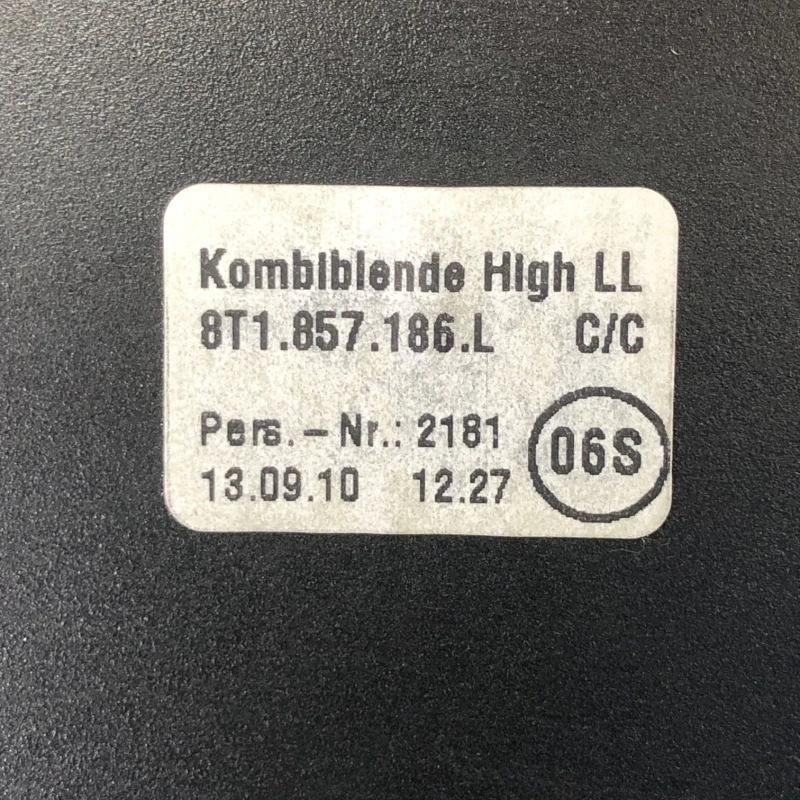 Kombiblende High LL
8T1.857.186.L C/C
Pers.-Nr.: 2181
13.09.10 12.27
06S